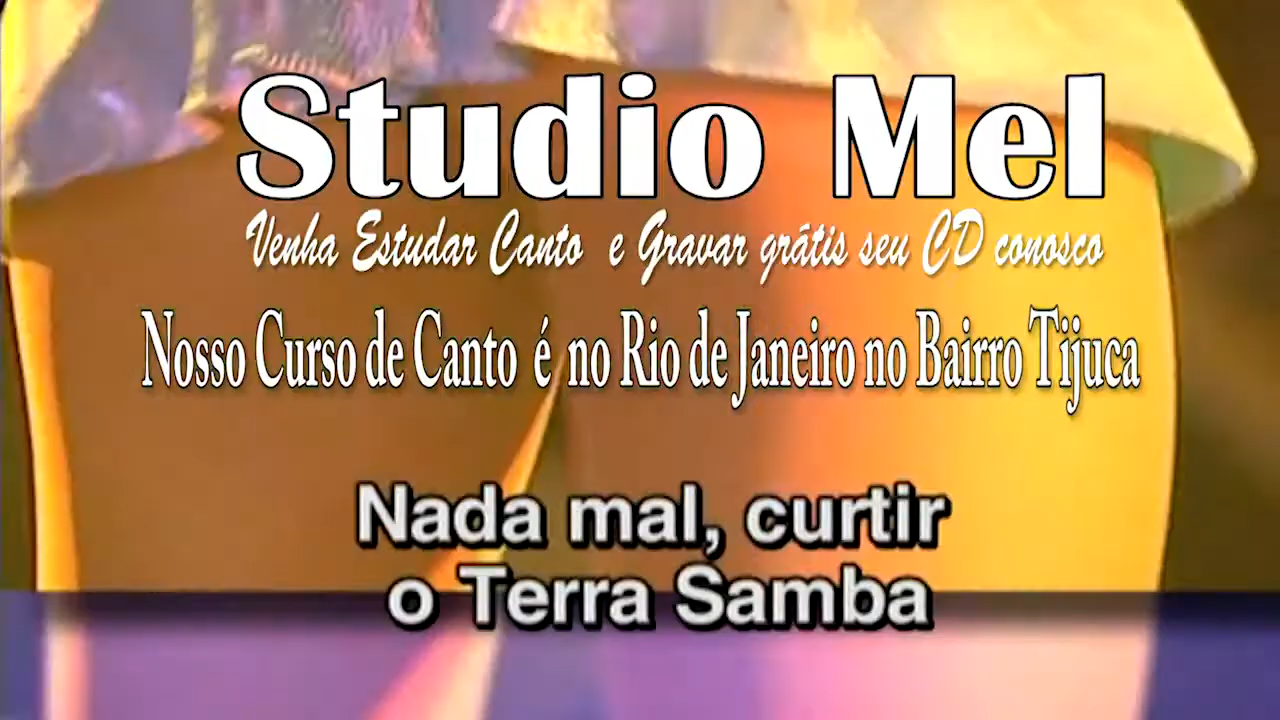 Studio Mel
Venha Estudar Canto e Gravar grátis seu CD conosco
Nosso Curso de Canto é no Rio de Janeiro no Bairro Tijuca
Nada mal, curtir
o Terra Samba